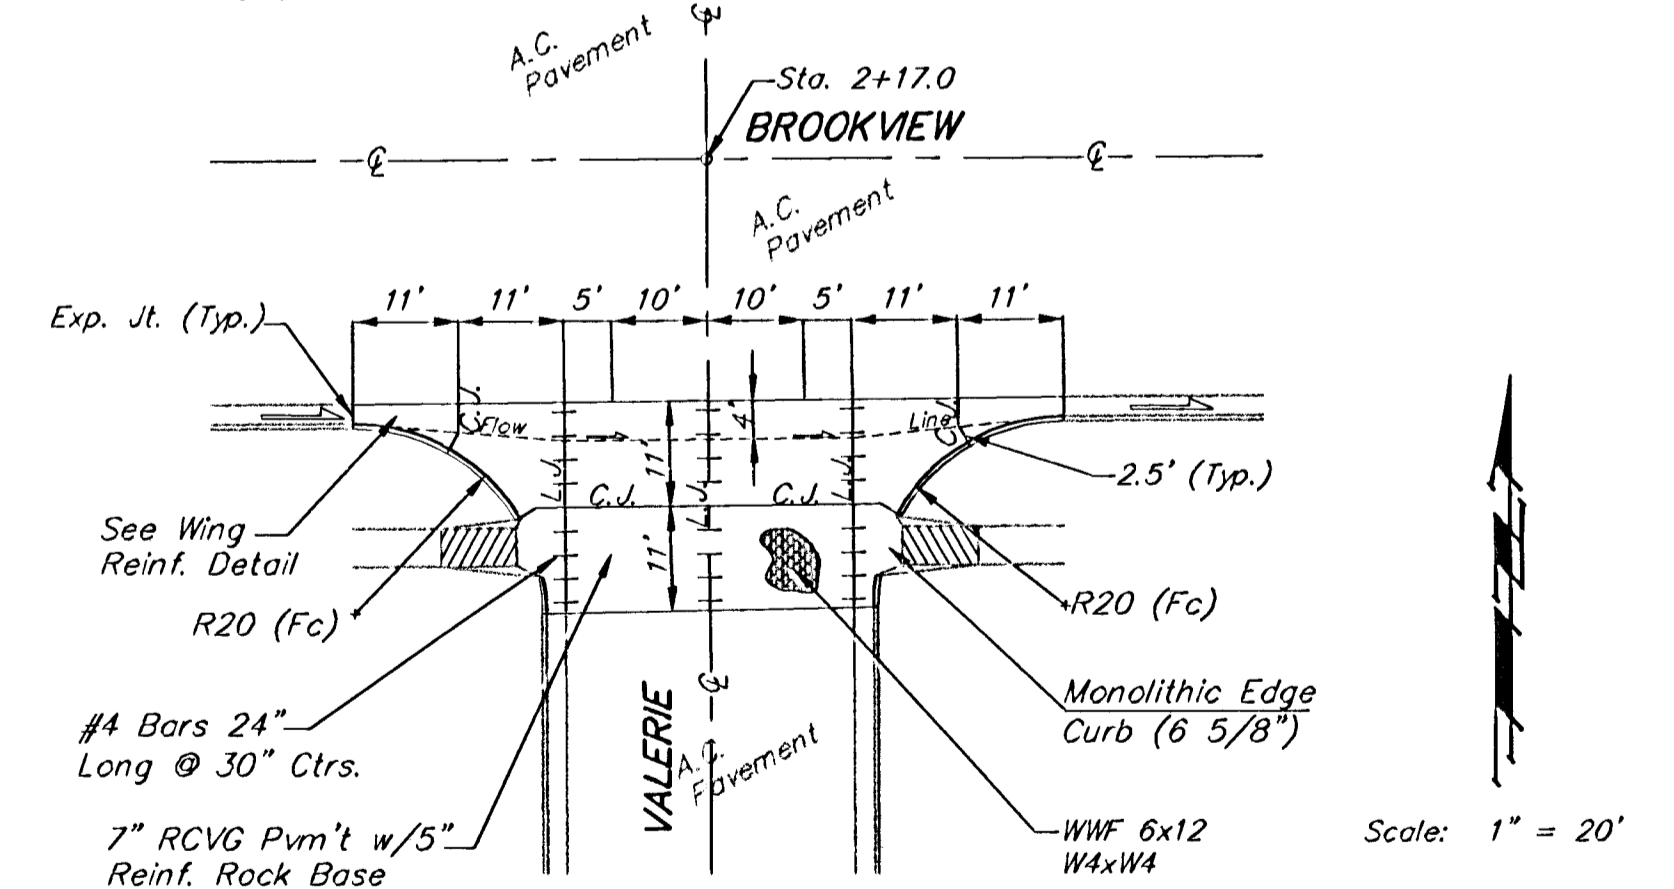 A.C.
Pavement
℄
Sta. 2+17.0
BROOKVIEW
℄
℄
A.C.
Pavement
11' 11' 5' 10' 10' 5' 11' 11'
Exp. Jt. (Typ.)
C.J.
Flow
4'
Line
C.J.
11'
L.J.
L.J.
L.J.
C.J.
C.J.
2.5' (Typ.)
See Wing
Reinf. Detail
11'
R20 (Fc)
R20 (Fc)
#4 Bars 24"
Long @ 30" Ctrs.
VALERIE
℄
A.C.
Pavement
Monolithic Edge
Curb (6 5/8")
7" RCVG Pvm't w/5"
Reinf. Rock Base
WWF 6x12
W4xW4
Scale: 1" = 20'